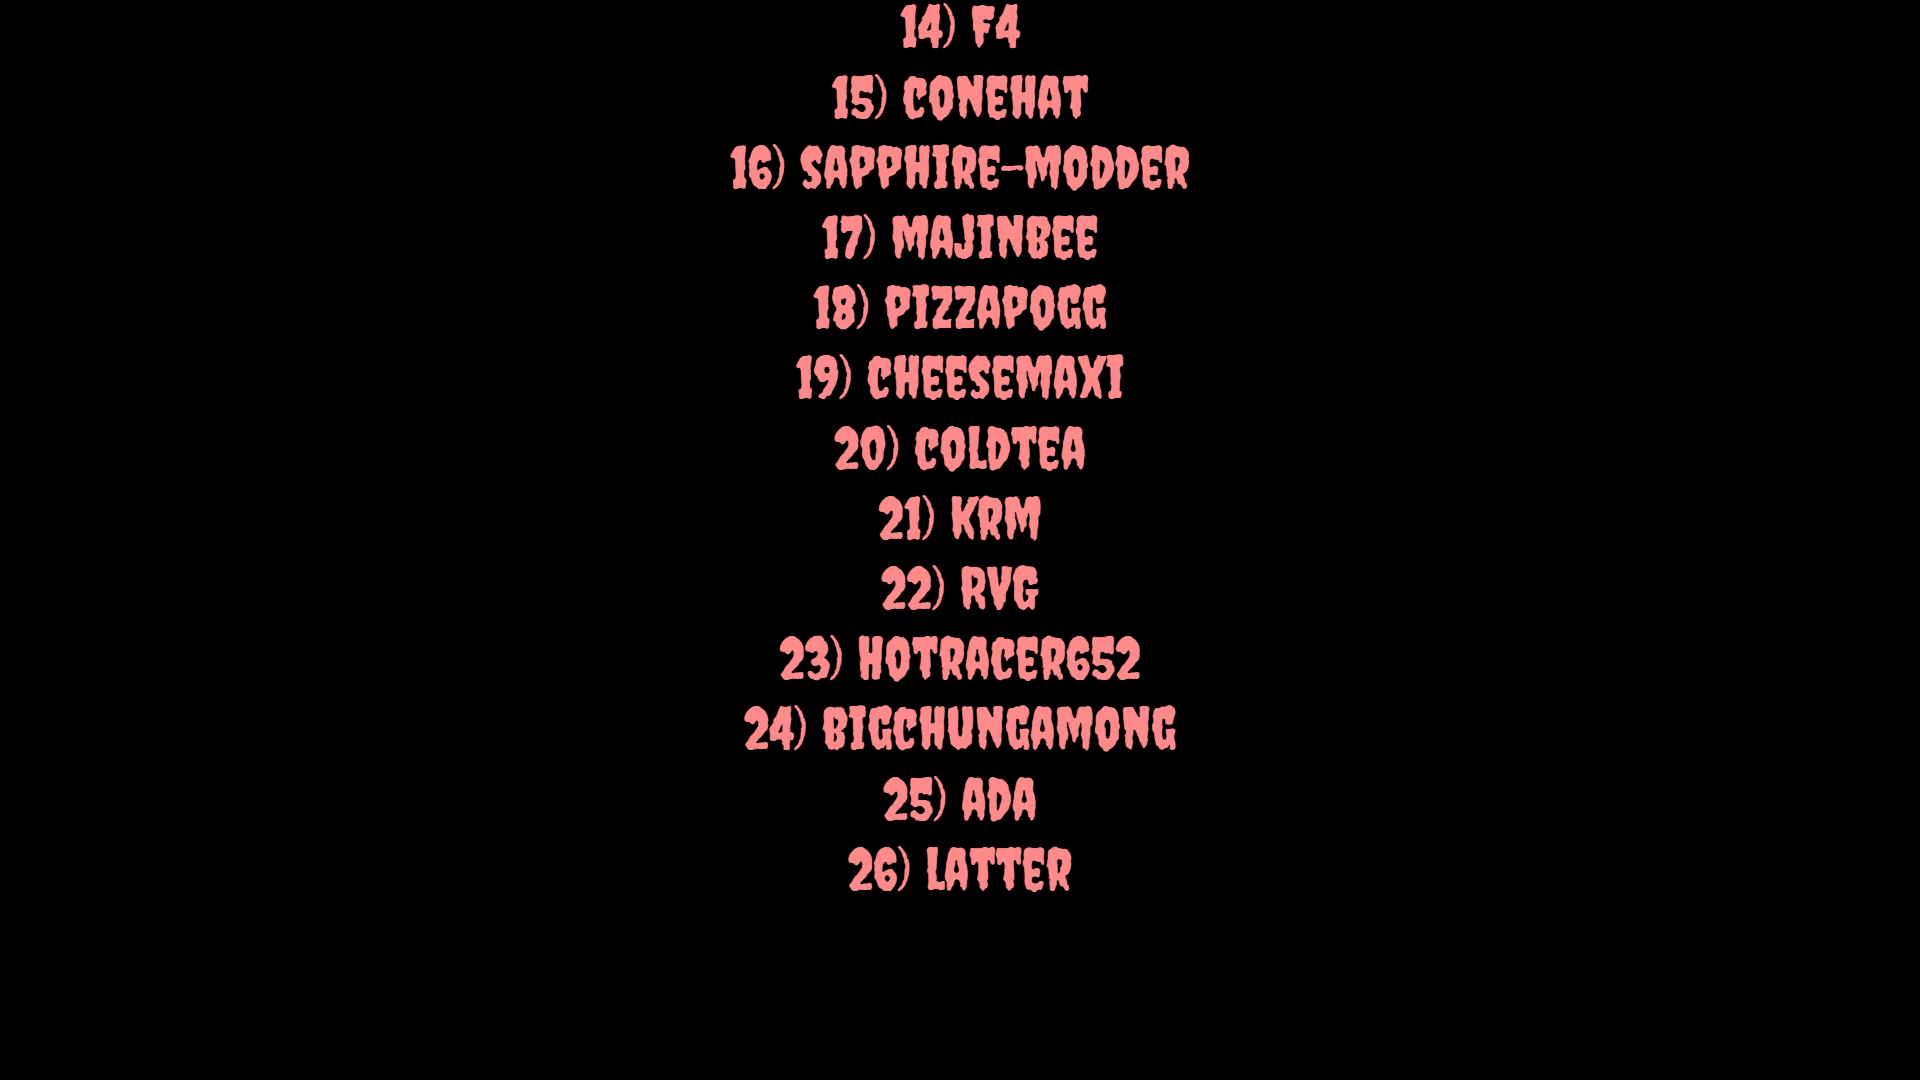 14) F4
15) CONEHAT
16) SAPPHIRE-MODDER
17) MAJINBEE
18) PIZZAPOGG
19) CHEESEMAXI
20) COLDTEA
21) KRM
22) RVG
23) HOTRACER652
24) BIGCHUNGAMONG
25) ADA
26) LATTER